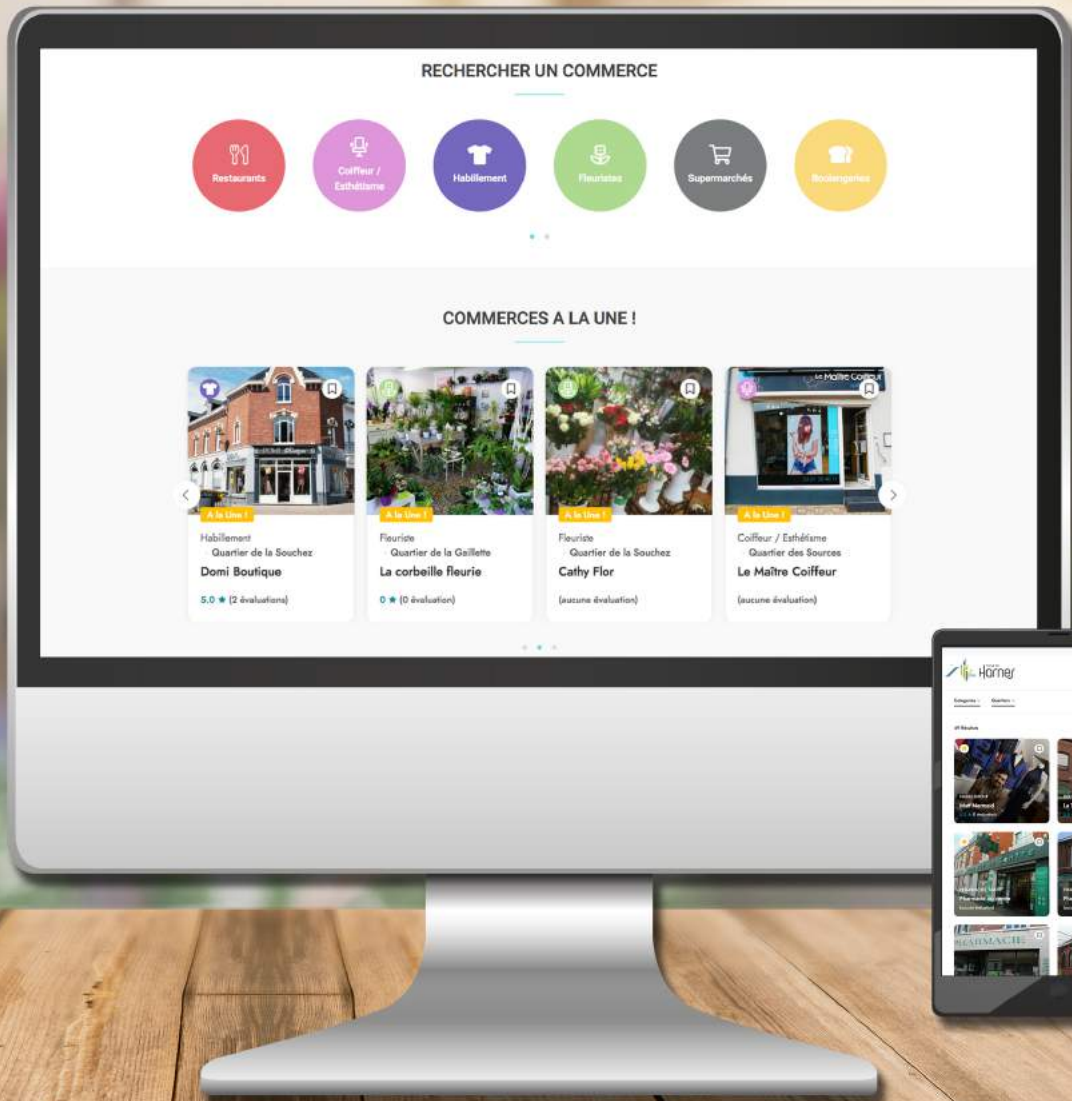 RECHERCHER UN COMMERCE
Restaurants
Coiffeur /
Esthétisme
Habillement
Fleuristes
Supermarchés
Boulangeries
COMMERCES A LA UNE !
Le Maître Coiffeur
A la Une !
A la Une !
A la Une !
A la Une !
Habillement
Quartier de la Souchez
Domi Boutique
5.0 ★ (2 évaluations)
Fleuriste
Quartier de la Gaillette
La corbeille fleurie
0 ★ (0 évaluation)
Fleuriste
Quartier de la Souchez
Cathy Flor
(aucune évaluation)
Coiffeur / Esthétisme
Quartier des Sources
Le Maître Coiffeur
(aucune évaluation)
Harnes
Catégories
Quartiers
PHARMACIE